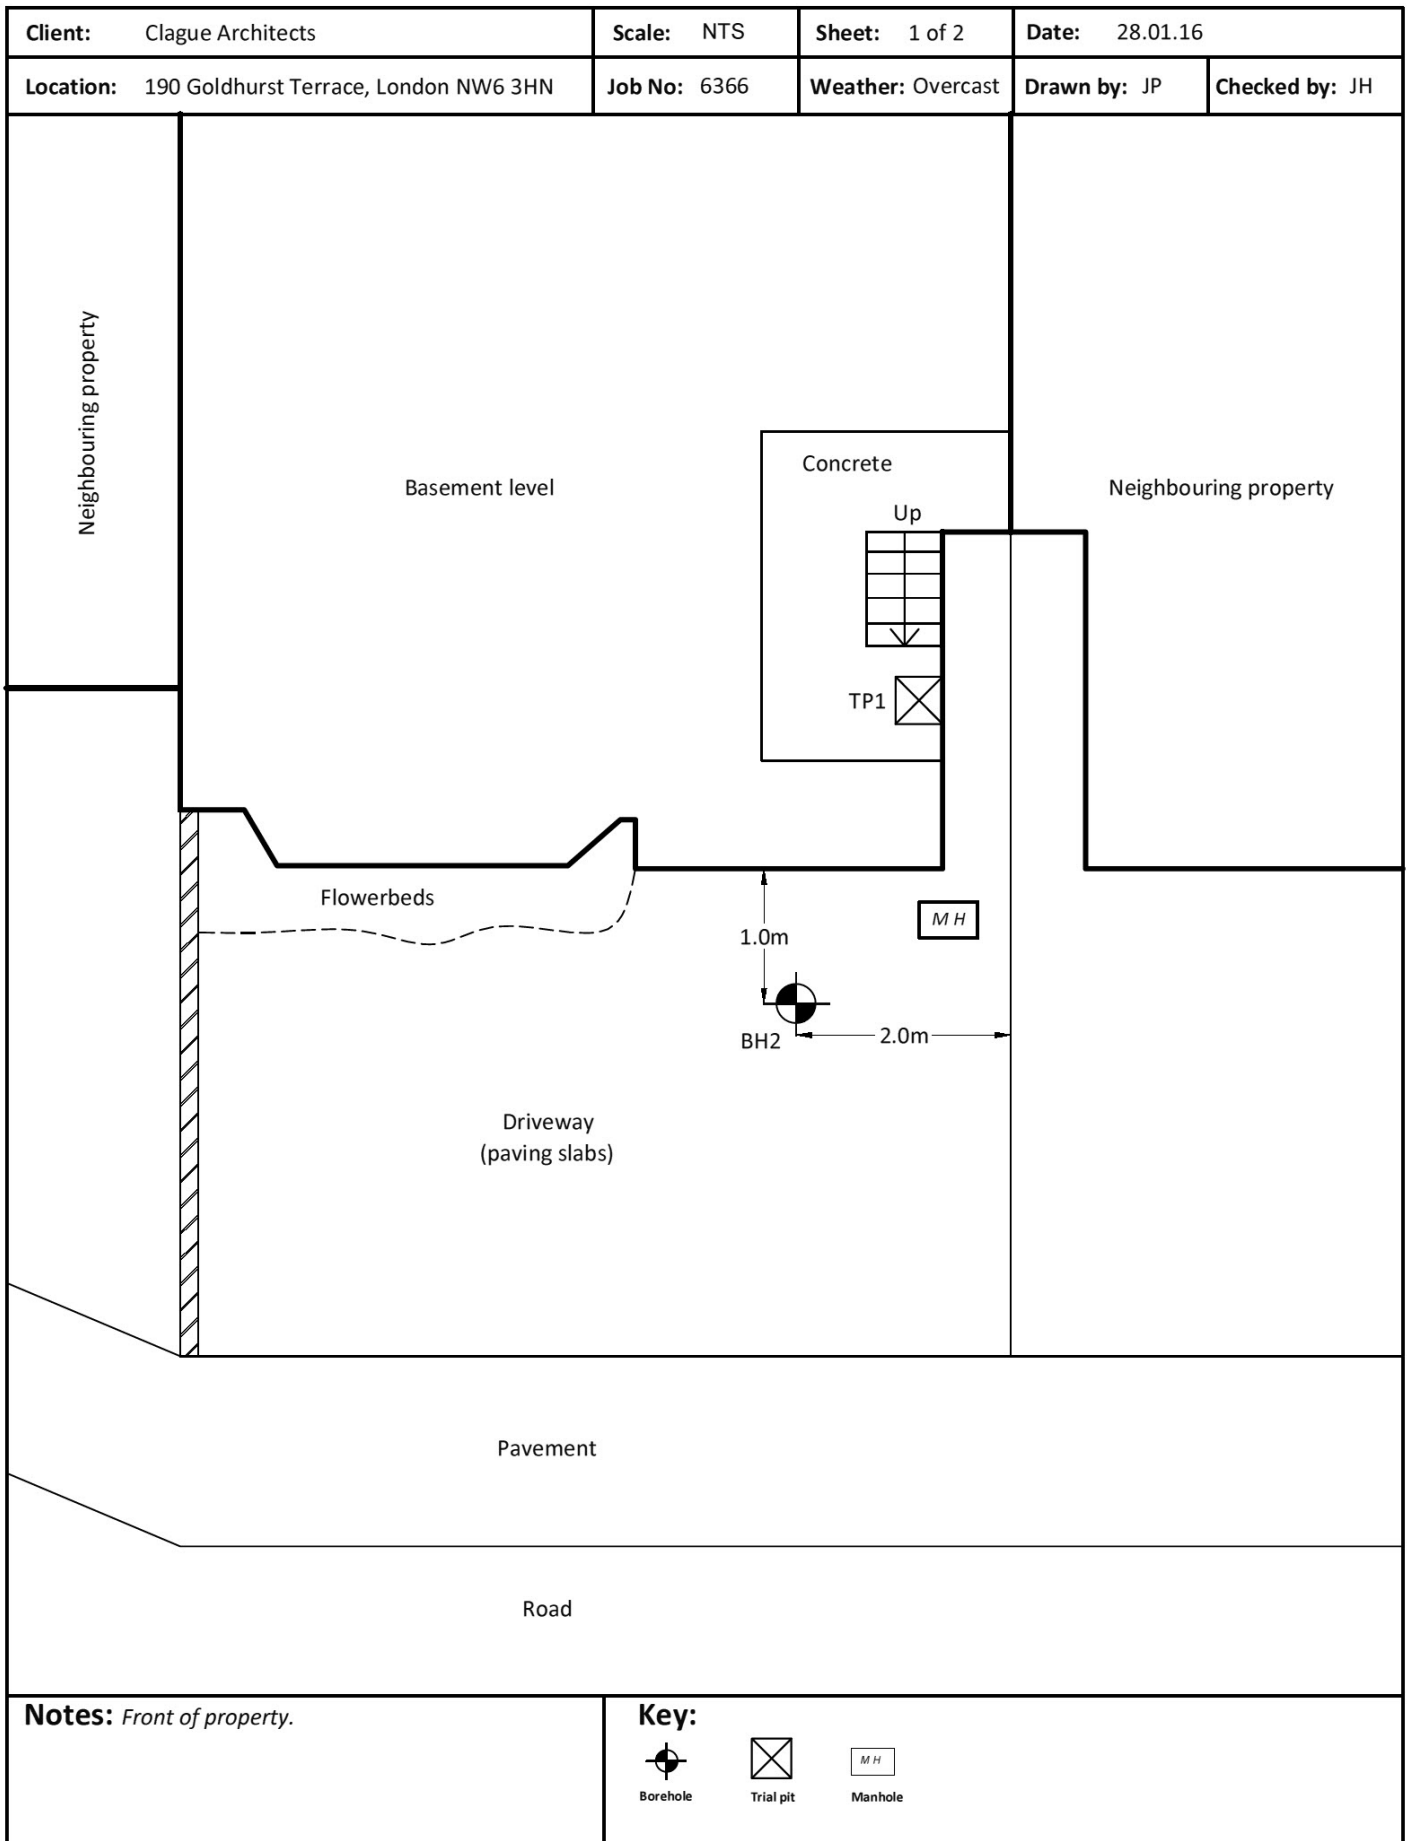 Client: Clague Architects
Scale: NTS
Sheet: 1 of 2
Date: 28.01.16
Location: 190 Goldhurst Terrace, London NW6 3HN
Job No: 6366
Weather: Overcast
Drawn by: JP
Checked by: JH
Neighbouring property
Basement level
Concrete
Up
Neighbouring property
TP1
Flowerbeds
M H
1.0m
BH2
2.0m
Driveway
(paving slabs)
Pavement
Road
Notes: Front of property.
Key:
M H
Borehole
Trial pit
Manhole